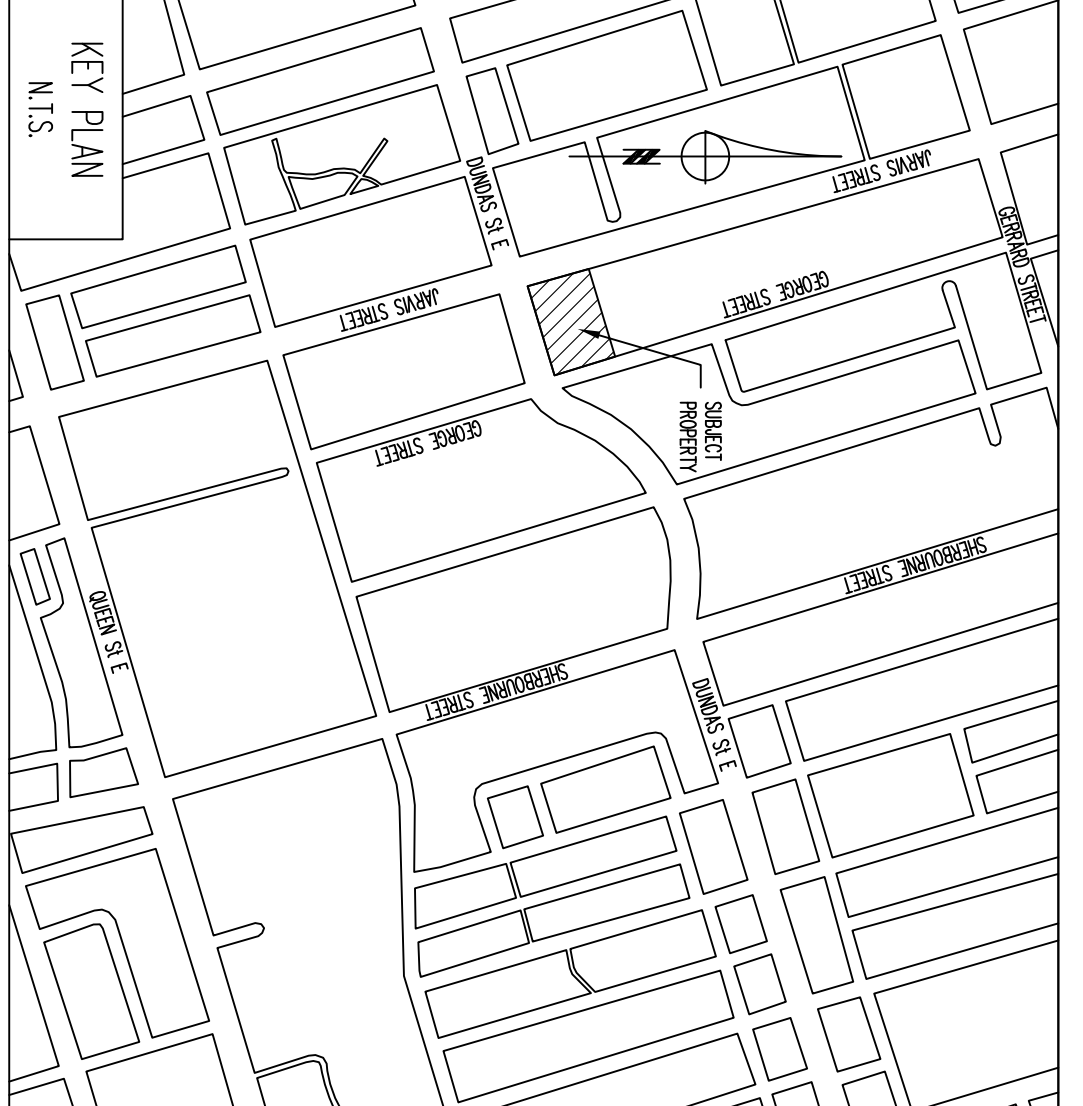 KEY PLAN
N.T.S.
DUNDAS St E
JARVIS STREET
GERRARD STREET
GEORGE STREET
JARVIS STREET
SUBJECT
PROPERTY
GEORGE STREET
SHERBOURNE STREET
QUEEN St E
SHERBOURNE STREET
DUNDAS St E